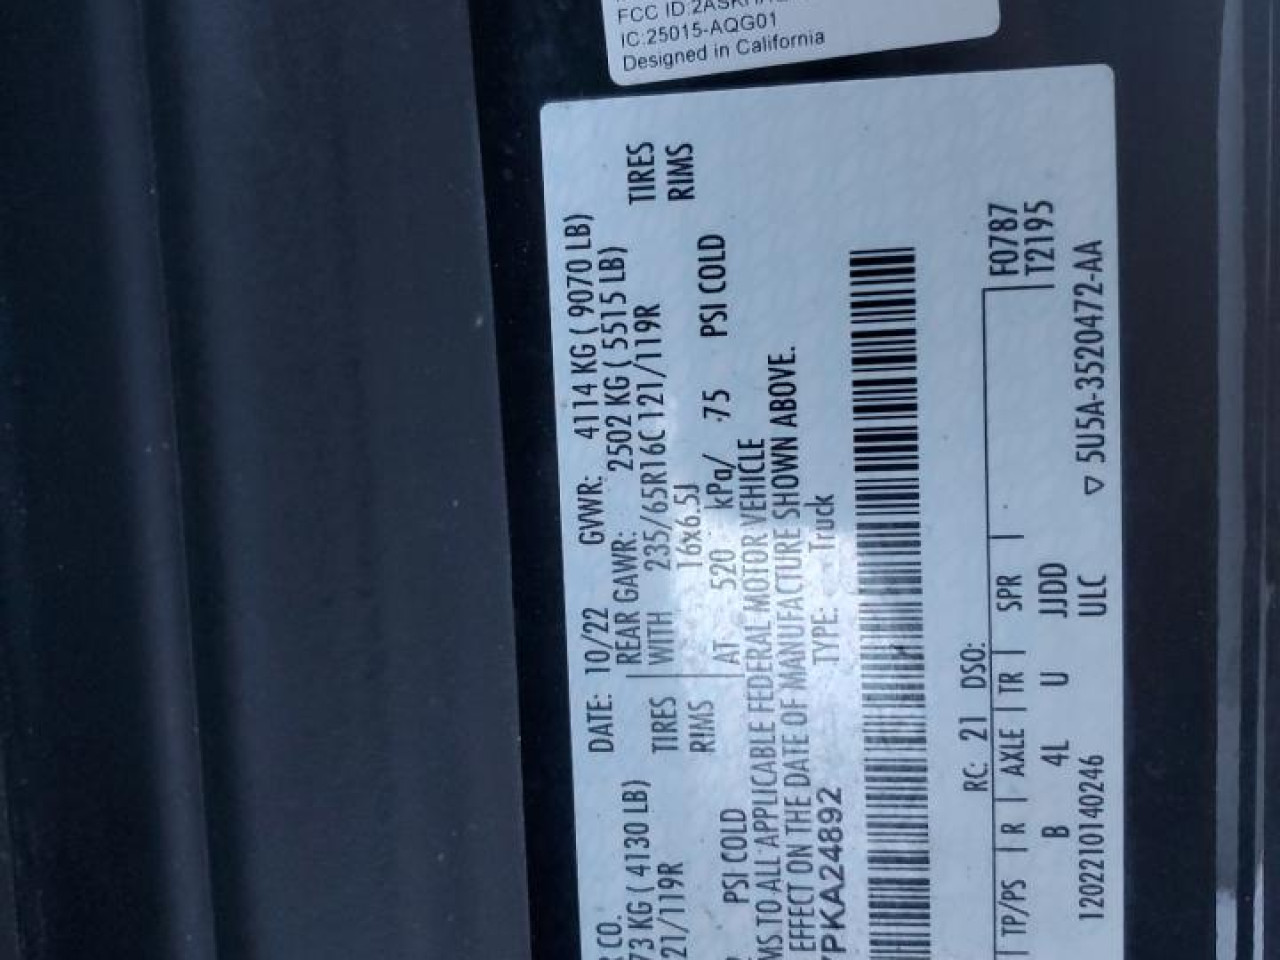 FCC ID:2ASK
IC:25015-AQG01
Designed in California
CO. DATE: 10/22 GVWR: 4114 KG ( 9070 LB)
73 KG ( 4130 LB) REAR GAWR: 2502 KG ( 5515 LB)
21/119R TIRES WITH 235/65R16C 121/119R TIRES
RIMS 16x6.5J RIMS
PSI COLD AT 520 kPa/ 75 PSI COLD
MS TO ALL APPLICABLE FEDERAL MOTOR VEHICLE
EFFECT ON THE DATE OF MANUFACTURE SHOWN ABOVE.
PKA24892 TYPE: Truck
RC: 21 DSO:
TP/PS | R | AXLE | TR | SPR | F0787
B 4L U JJDD T2195
1202210140246 ULC ▽ 5U5A-3520472-AA